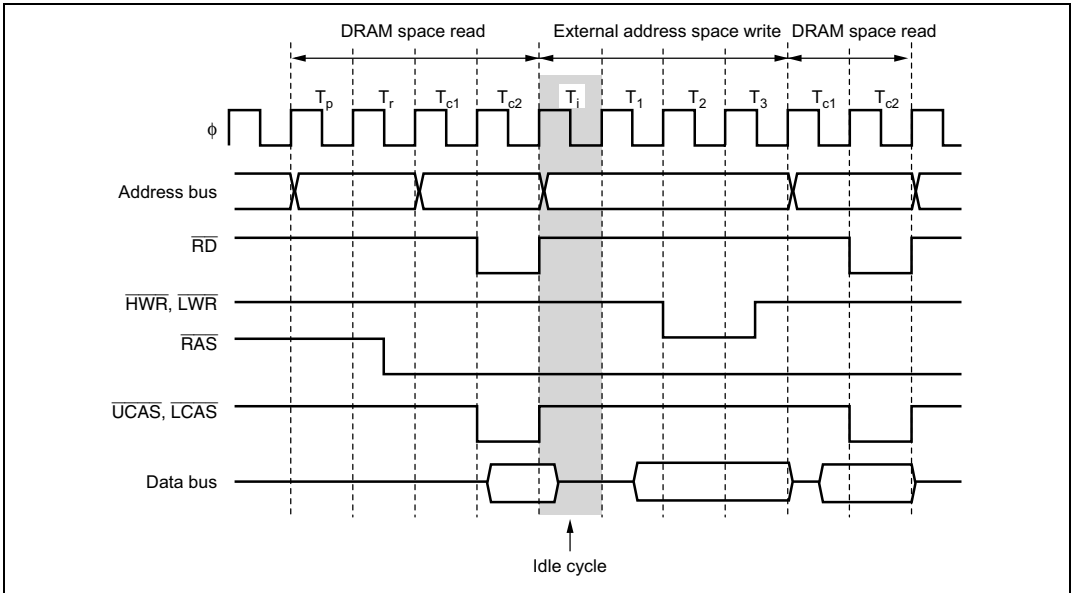 DRAM space read External address space write DRAM space read
Tp Tr Tc1 Tc2 Ti T1 T2 T3 Tc1 Tc2
ϕ
Address bus
RD
HWR, LWR
RAS
UCAS, LCAS
Data bus
Idle cycle